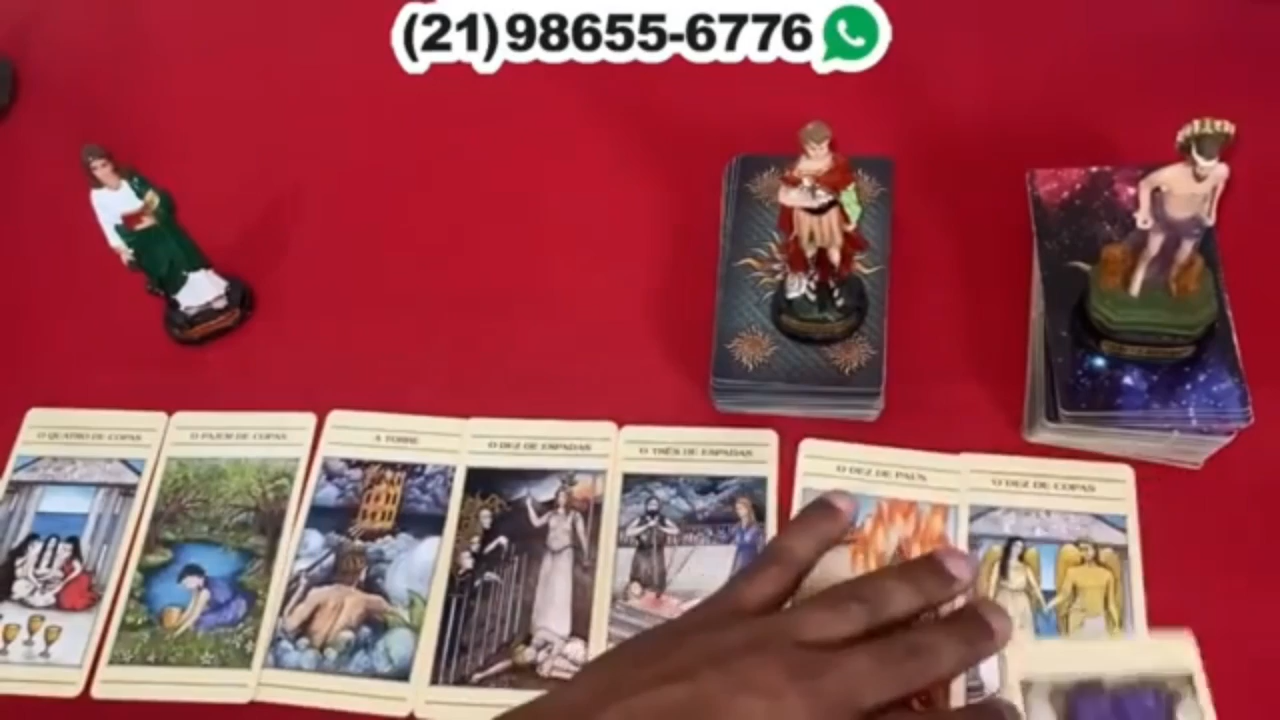 (21)98655-6776
O QUATRO DE COPAS
O PAJEM DE COPAS
A TORRE
O DEZ DE ESPADAS
O TRÊS DE ESPADAS
O DEZ DE PAUS
O DEZ DE COPAS